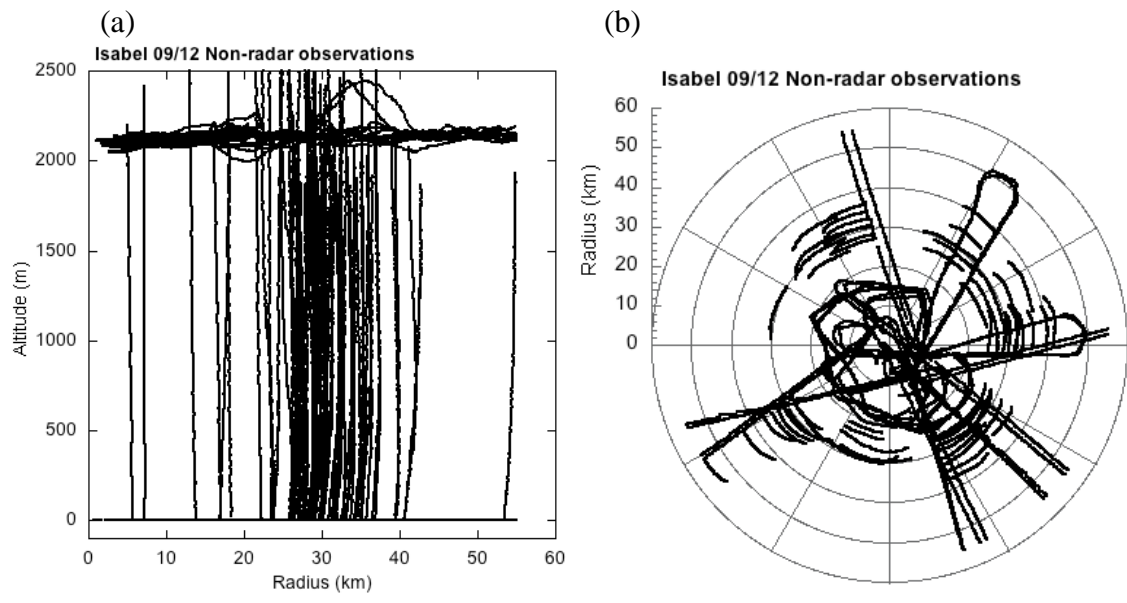 (a)
Isabel 09/12 Non-radar observations
2500
2000
1500
1000
500
0
Altitude (m)
0 10 20 30 40 50 60
Radius (km)
(b)
Isabel 09/12 Non-radar observations
60
50
40
30
20
10
0
Radius (km)